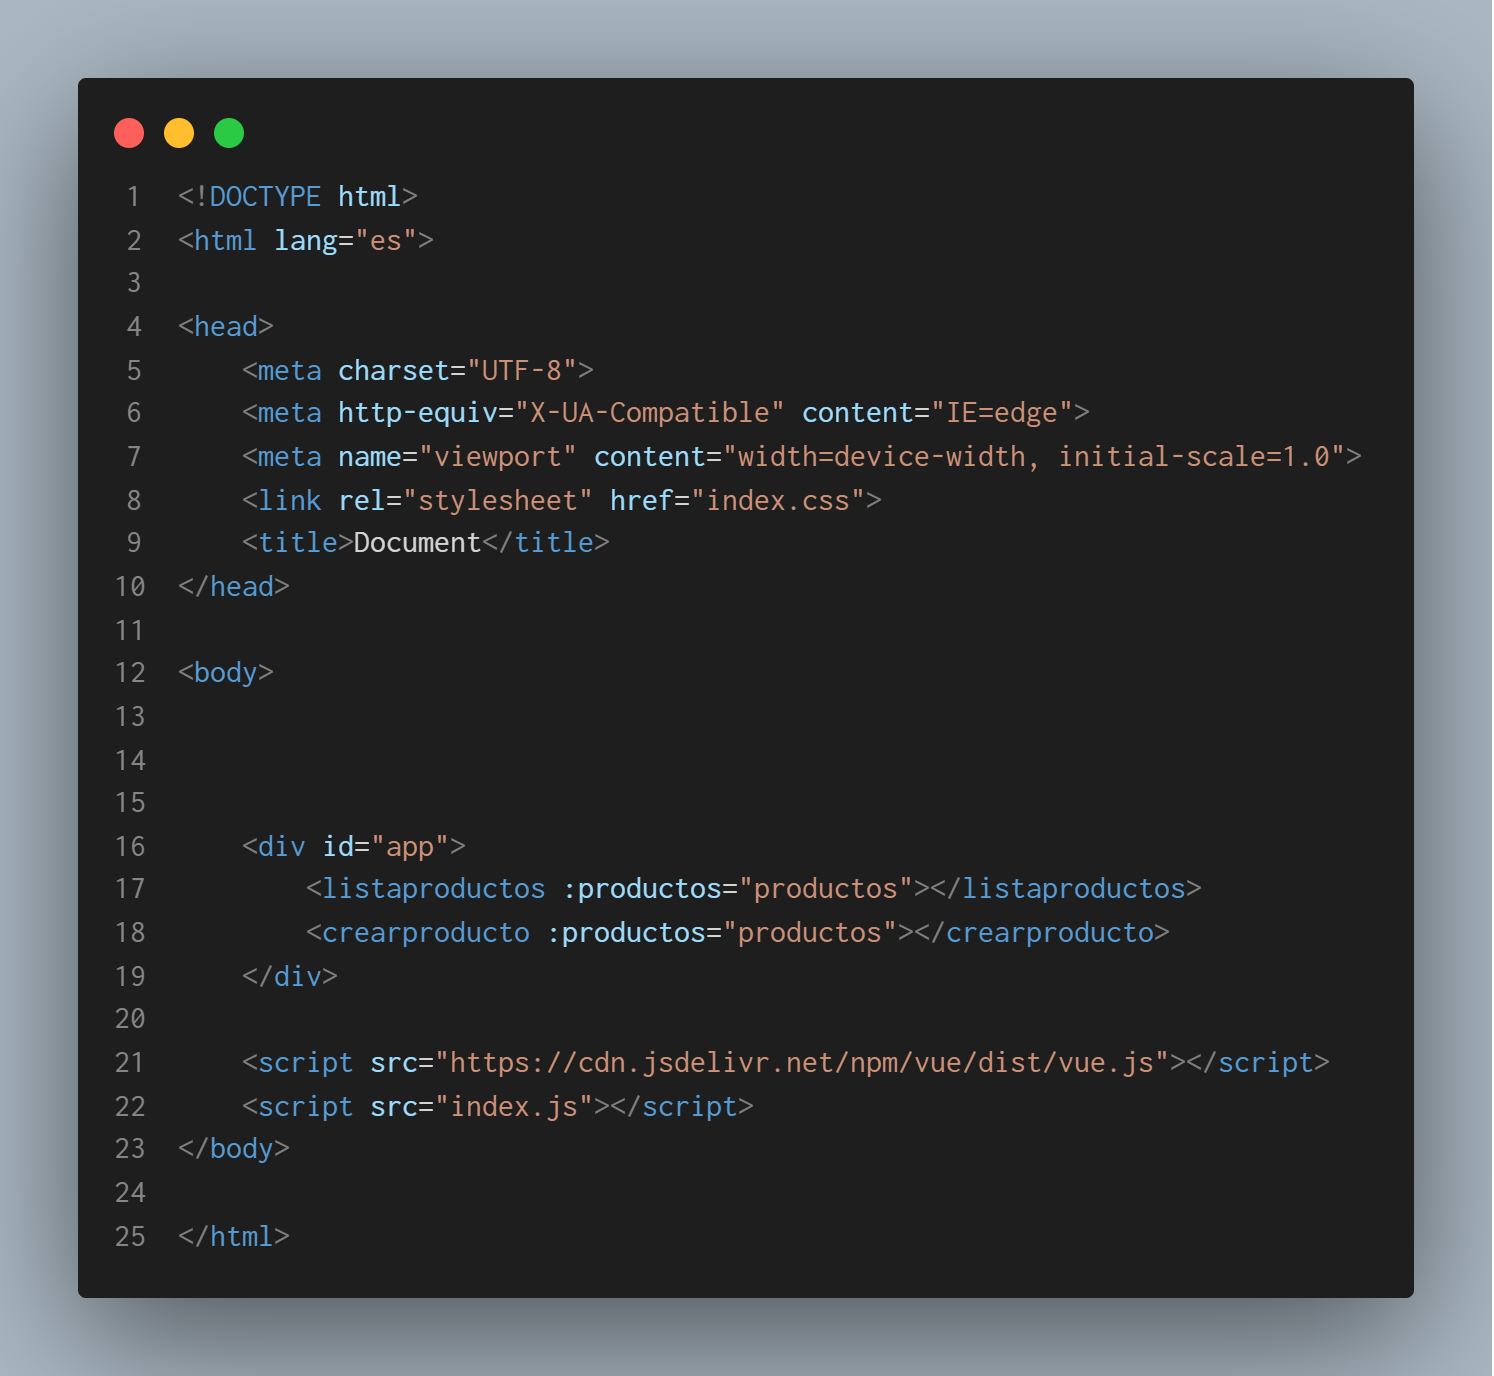 1 <!DOCTYPE html>
2 <html lang="es">
3
4 <head>
5     <meta charset="UTF-8">
6     <meta http-equiv="X-UA-Compatible" content="IE=edge">
7     <meta name="viewport" content="width=device-width, initial-scale=1.0">
8     <link rel="stylesheet" href="index.css">
9     <title>Document</title>
10 </head>
11
12 <body>
13
14
15
16     <div id="app">
17         <listaproductos :productos="productos"></listaproductos>
18         <crearproducto :productos="productos"></crearproducto>
19     </div>
20
21     <script src="https://cdn.jsdelivr.net/npm/vue/dist/vue.js"></script>
22     <script src="index.js"></script>
23 </body>
24
25 </html>